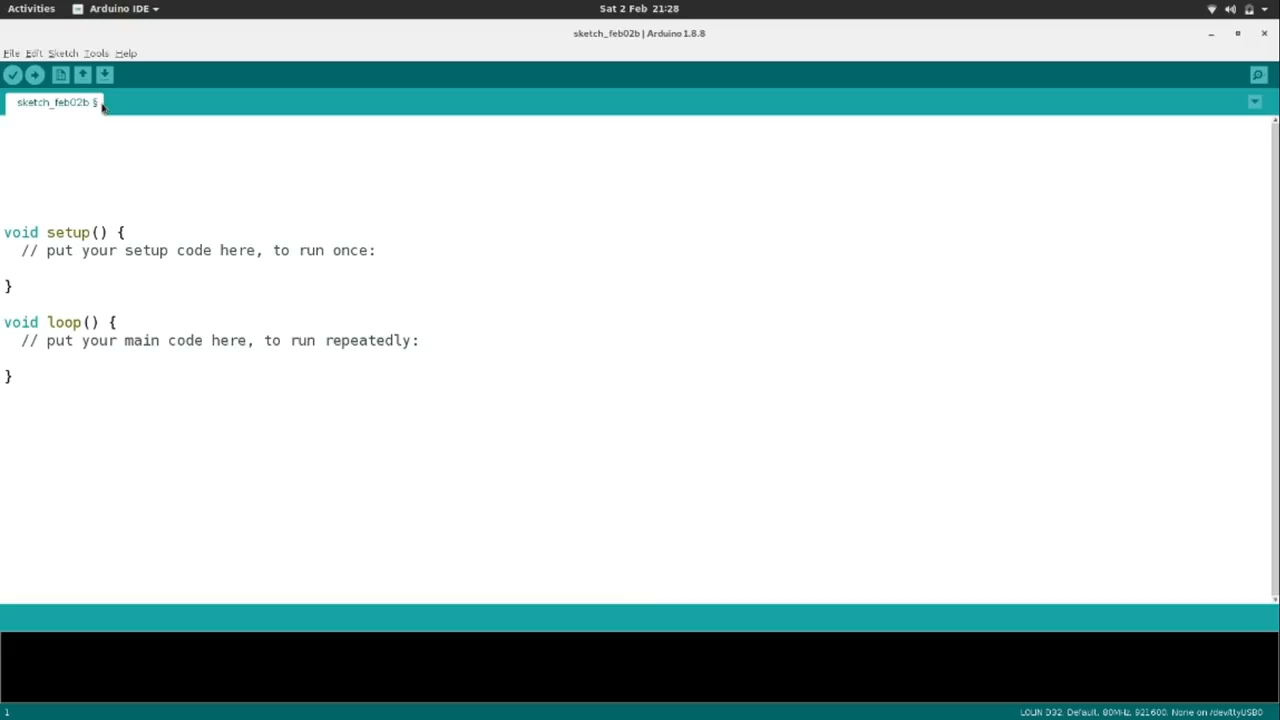 Activities Arduino IDE Sat 2 Feb 21:28
sketch_feb02b | Arduino 1.8.8
File Edit Sketch Tools Help
sketch_feb02b §
void setup() {
  // put your setup code here, to run once:
}
void loop() {
  // put your main code here, to run repeatedly:
}
1 LOLIN D32, Default, 80MHz, 921600, None on /dev/ttyUSB0